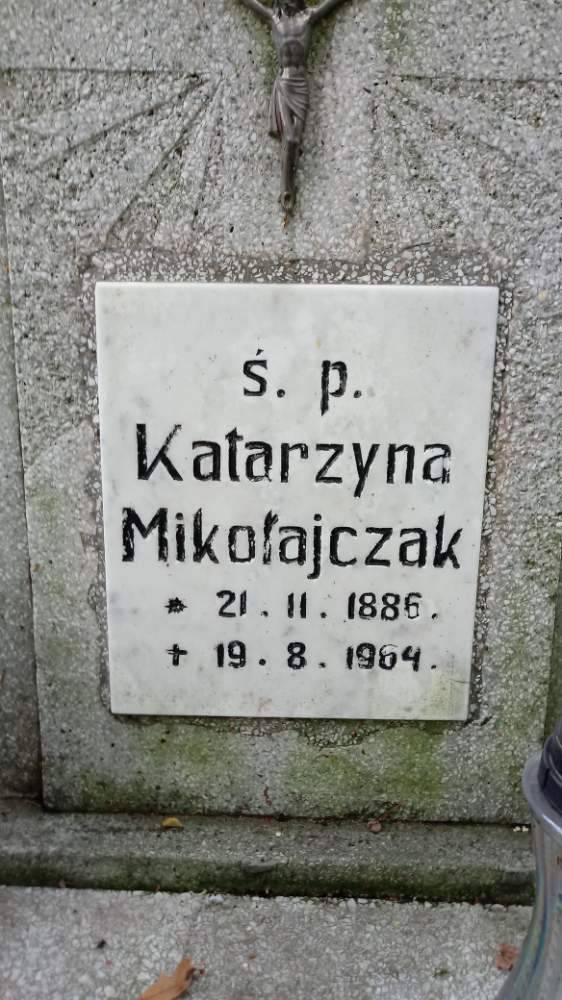 ś. p.
Katarzyna
Mikołajczak
* 21. 11. 1886.
+ 19. 8. 1964.